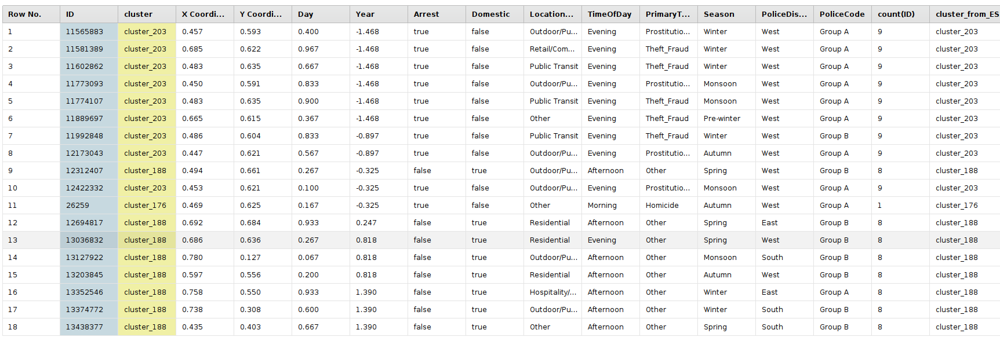 Row No. ID cluster X Coordi... Y Coordi... Day Year Arrest Domestic Location... TimeOfDay PrimaryT... Season PoliceDis... PoliceCode count(ID) cluster_from_ES
1 11565883 cluster_203 0.457 0.593 0.400 -1.468 true false Outdoor/Pu... Evening Prostitutio... Winter West Group A 9 cluster_203
2 11581389 cluster_203 0.685 0.622 0.967 -1.468 true false Retail/Com... Evening Theft_Fraud Winter West Group A 9 cluster_203
3 11602862 cluster_203 0.483 0.635 0.667 -1.468 true false Public Transit Evening Theft_Fraud Winter West Group A 9 cluster_203
4 11773093 cluster_203 0.450 0.591 0.833 -1.468 true false Outdoor/Pu... Evening Prostitutio... Monsoon West Group A 9 cluster_203
5 11774107 cluster_203 0.483 0.635 0.900 -1.468 true false Public Transit Evening Theft_Fraud Monsoon West Group A 9 cluster_203
6 11889697 cluster_203 0.665 0.615 0.367 -1.468 true false Other Evening Theft_Fraud Pre-winter West Group A 9 cluster_203
7 11992848 cluster_203 0.486 0.604 0.833 -0.897 true false Public Transit Evening Theft_Fraud Winter West Group B 9 cluster_203
8 12173043 cluster_203 0.447 0.621 0.567 -0.897 true false Outdoor/Pu... Evening Prostitutio... Autumn West Group A 9 cluster_203
9 12312407 cluster_188 0.494 0.661 0.267 -0.325 false true Outdoor/Pu... Afternoon Other Spring West Group B 8 cluster_188
10 12422332 cluster_203 0.453 0.621 0.100 -0.325 true false Outdoor/Pu... Evening Prostitutio... Monsoon West Group A 9 cluster_203
11 26259 cluster_176 0.469 0.625 0.167 -0.325 true false Other Morning Homicide Autumn West Group A 1 cluster_176
12 12694817 cluster_188 0.692 0.684 0.933 0.247 false true Residential Afternoon Other Spring East Group B 8 cluster_188
13 13036832 cluster_188 0.686 0.636 0.267 0.818 false true Residential Evening Other Spring West Group B 8 cluster_188
14 13127922 cluster_188 0.780 0.127 0.067 0.818 false true Outdoor/Pu... Afternoon Other Monsoon South Group B 8 cluster_188
15 13203845 cluster_188 0.597 0.556 0.200 0.818 false true Residential Afternoon Other Autumn West Group B 8 cluster_188
16 13352546 cluster_188 0.758 0.550 0.933 1.390 false true Hospitality/... Afternoon Other Winter East Group A 8 cluster_188
17 13374772 cluster_188 0.738 0.308 0.600 1.390 false true Outdoor/Pu... Afternoon Other Winter South Group B 8 cluster_188
18 13438377 cluster_188 0.435 0.403 0.667 1.390 false true Other Afternoon Other Spring South Group B 8 cluster_188